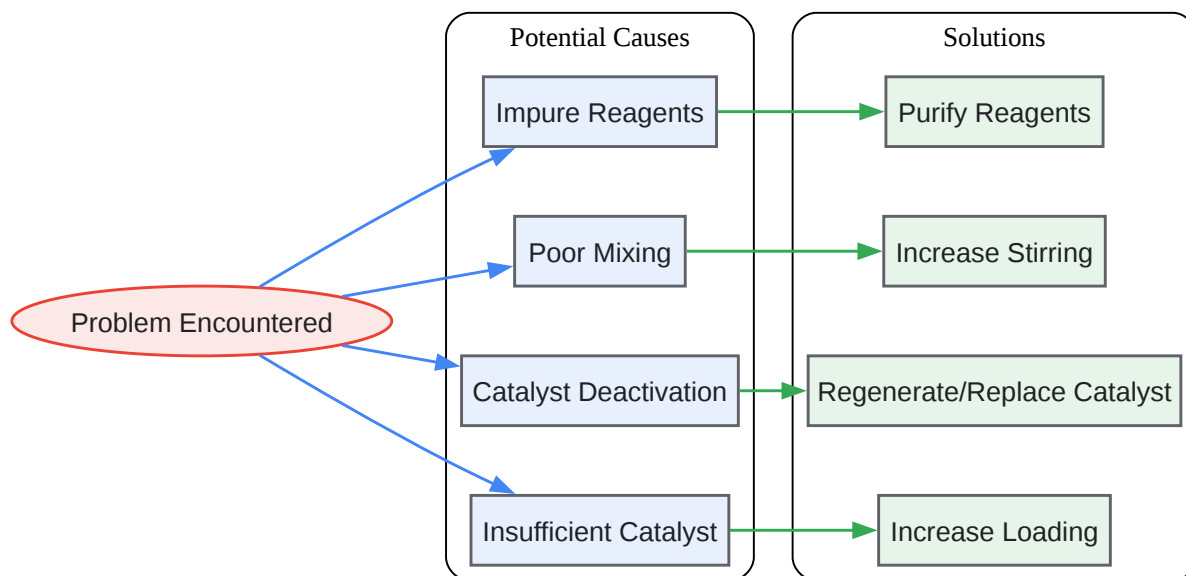 Potential Causes
Solutions
Impure Reagents
Purify Reagents
Poor Mixing
Increase Stirring
Problem Encountered
Catalyst Deactivation
Regenerate/Replace Catalyst
Insufficient Catalyst
Increase Loading